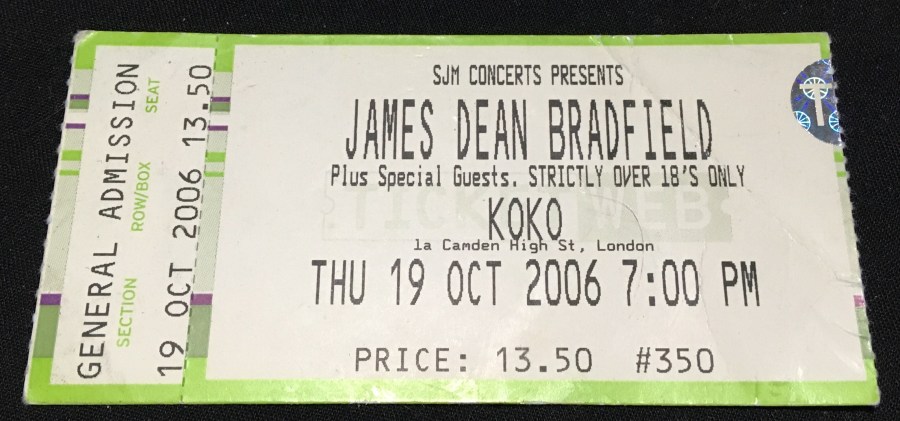 GENERAL ADMISSION
SECTION ROW/BOX SEAT
19 OCT 2006 13.50
SJM CONCERTS PRESENTS
JAMES DEAN BRADFIELD
Plus Special Guests. STRICTLY OVER 18'S ONLY
TICKETWEB
KOKO
1a Camden High St, London
THU 19 OCT 2006 7:00 PM
PRICE: 13.50 #350